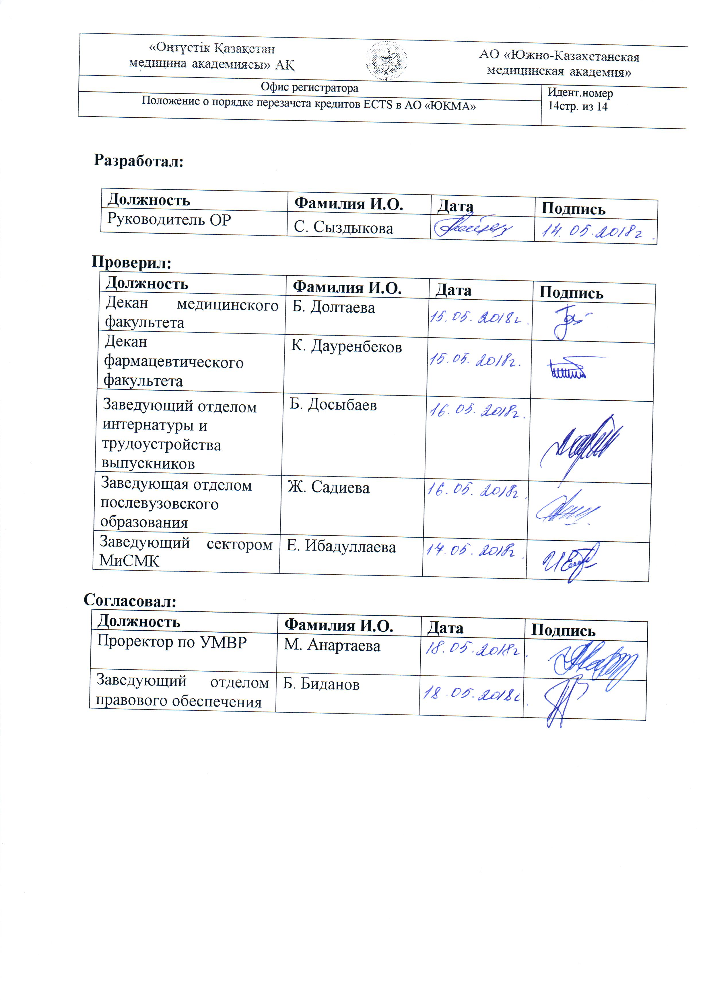 «Оңтүстік Қазақстан
медицина академиясы» АҚ
АО «Южно-Казахстанская
медицинская академия»
Офис регистратора
Положение о порядке перезачета кредитов ECTS в АО «ЮКМА»
Идент.номер
14стр. из 14
Разработал:
Должность Фамилия И.О. Дата Подпись
Руководитель ОР С. Сыздыкова 14.05.2018г.
Проверил:
Должность Фамилия И.О. Дата Подпись
Декан медицинского Б. Долтаева 15.05.2018г.
факультета
Декан К. Дауренбеков 15.05.2018г.
фармацевтического
факультета
Заведующий отделом Б. Досыбаев 16.05.2018г.
интернатуры и
трудоустройства
выпускников
Заведующая отделом Ж. Садиева 16.05.2018г.
послевузовского
образования
Заведующий сектором Е. Ибадуллаева 17.05.2018г.
МиСМК
Согласовал:
Должность Фамилия И.О. Дата Подпись
Проректор по УМВР М. Анартаева 18.05.2018г.
Заведующий отделом Б. Биданов 18.05.2018г.
правового обеспечения